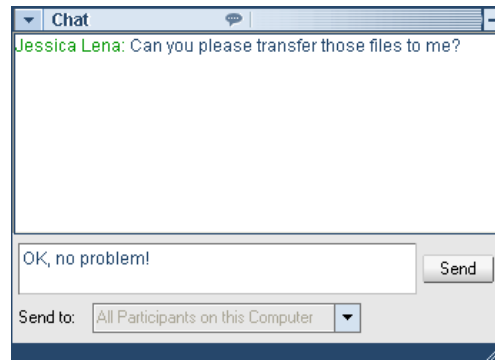 Chat
Jessica Lena: Can you please transfer those files to me?
OK, no problem!
Send
Send to: All Participants on this Computer